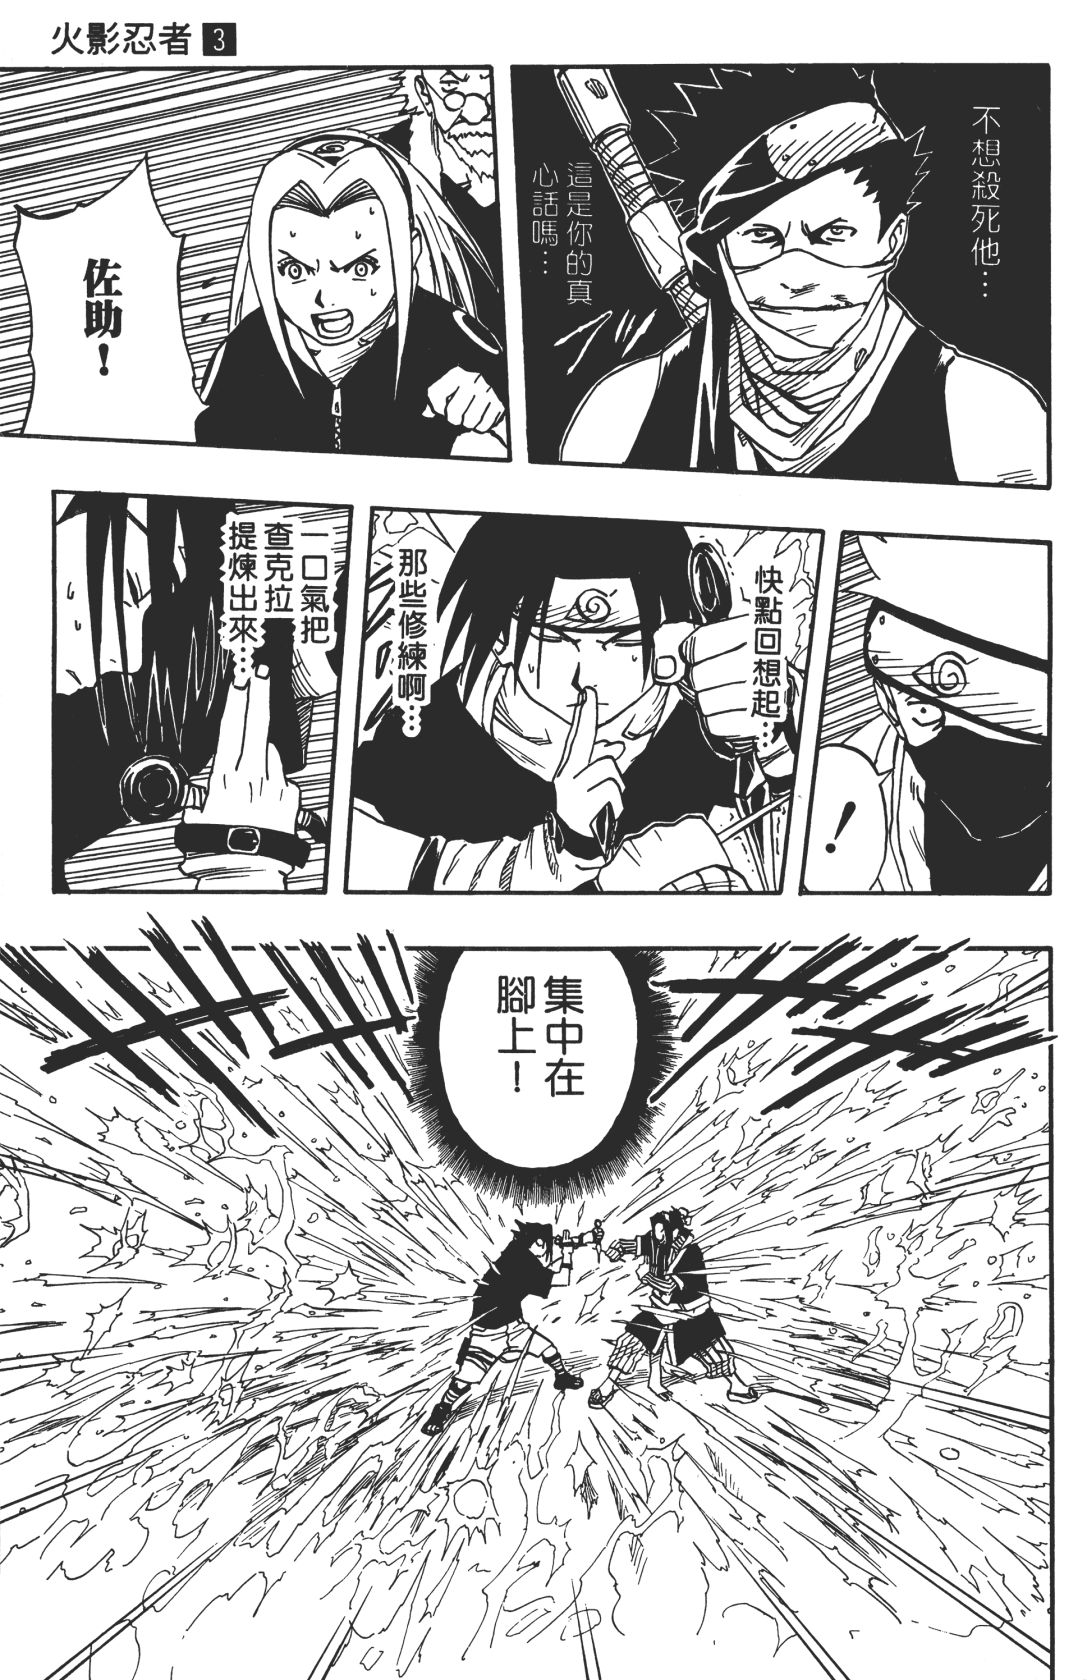 火影忍者 3
不想殺死他…
這是你的真
心話嗎…
佐助！
！
快點回想起…
那些修練啊…
一口氣把
查克拉
提煉出來…
集中在
腳上！